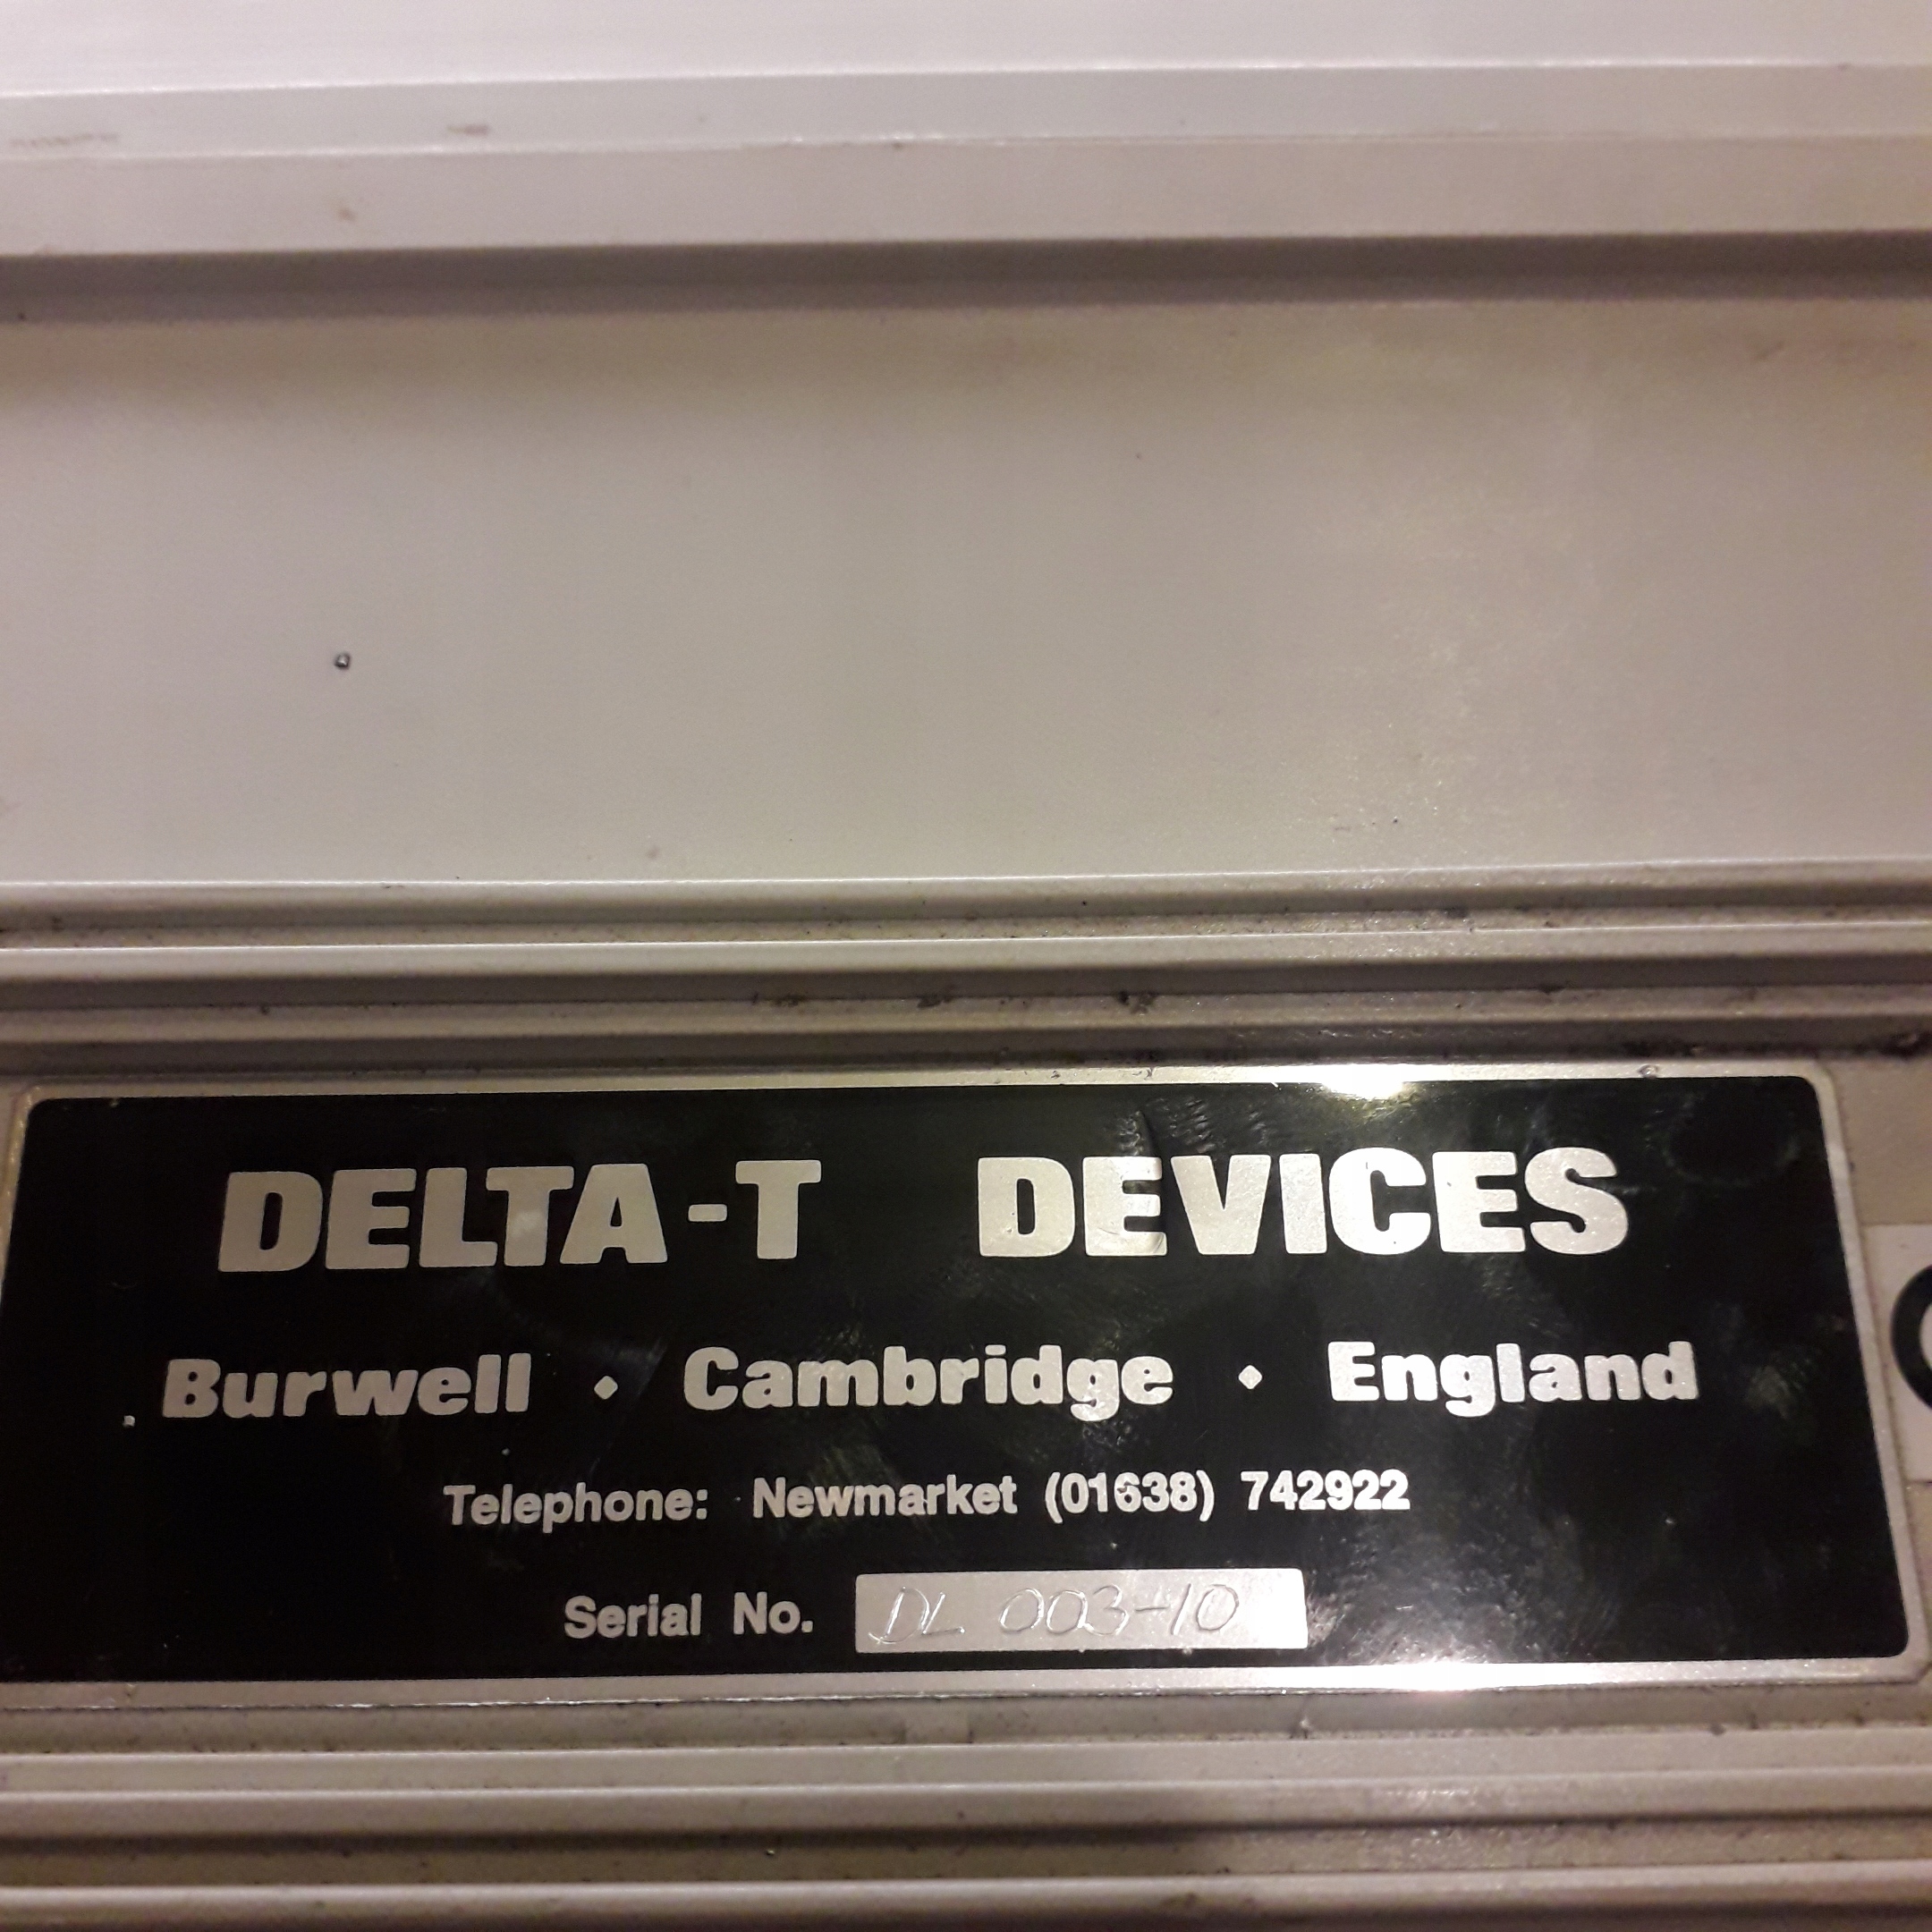 DELTA-T DEVICES
Burwell • Cambridge • England
Telephone: Newmarket (01638) 742922
Serial No. DL 003-10